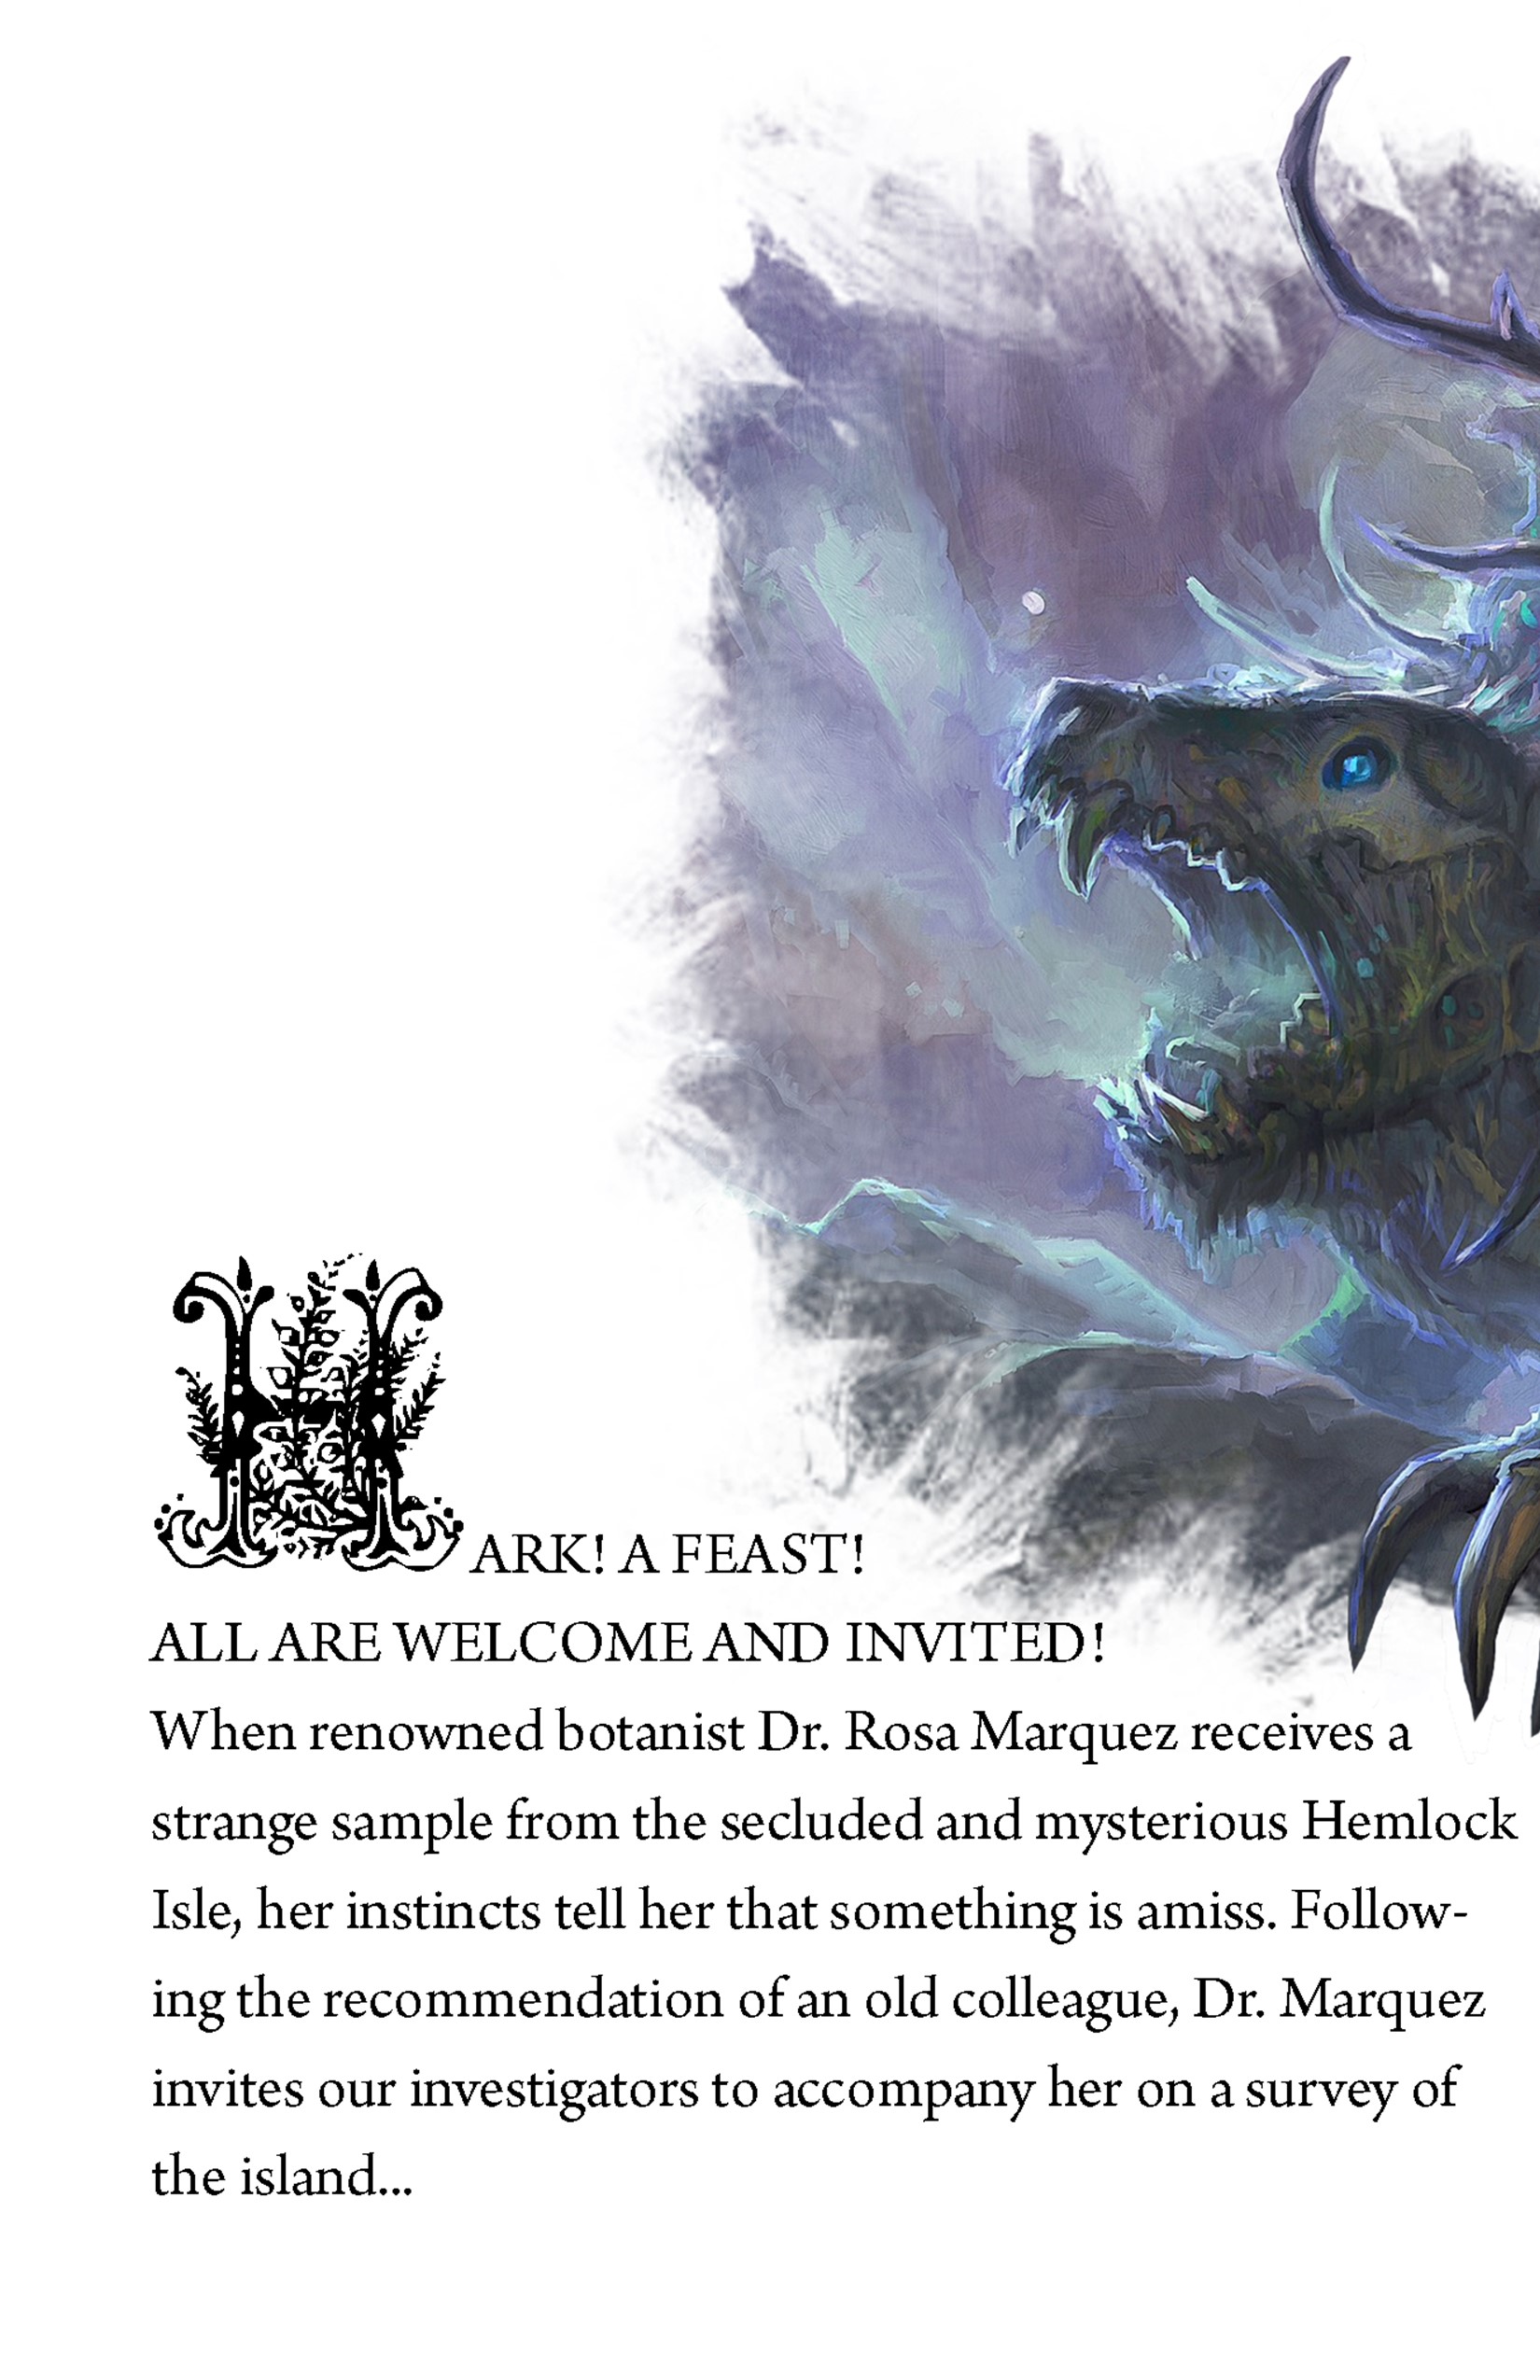 HARK! A FEAST!
ALL ARE WELCOME AND INVITED!
When renowned botanist Dr. Rosa Marquez receives a
strange sample from the secluded and mysterious Hemlock
Isle, her instincts tell her that something is amiss. Follow-
ing the recommendation of an old colleague, Dr. Marquez
invites our investigators to accompany her on a survey of
the island...